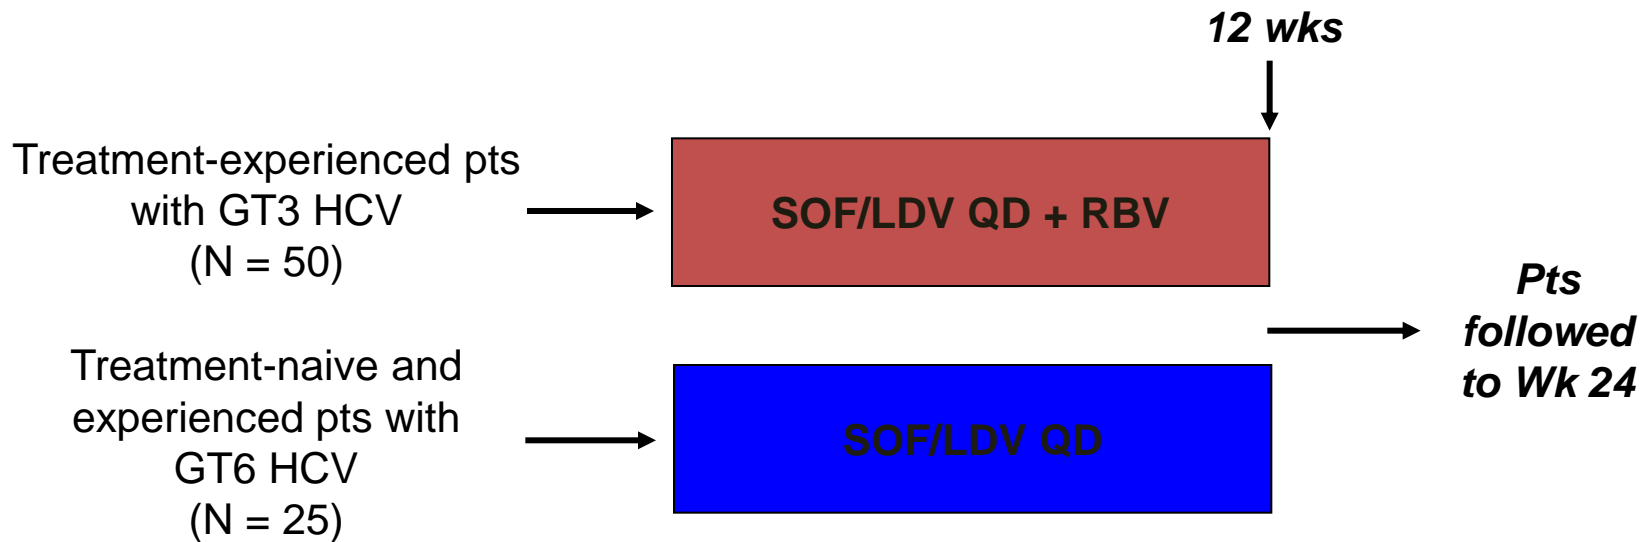 12 wks
Treatment-experienced pts
with GT3 HCV
(N = 50)
SOF/LDV QD + RBV
Pts
followed
to Wk 24
Treatment-naive and
experienced pts with
GT6 HCV
(N = 25)
SOF/LDV QD